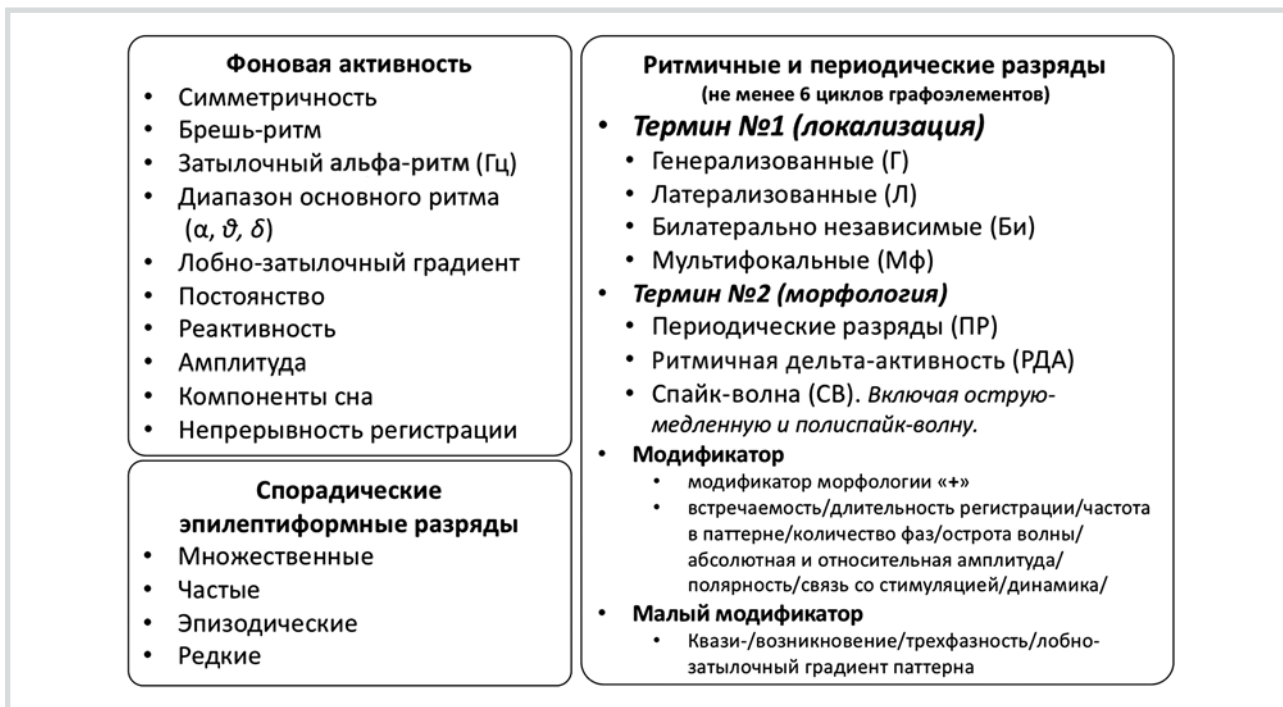 Фоновая активность
• Симметричность
• Брешь-ритм
• Затылочный альфа-ритм (Гц)
• Диапазон основного ритма
(α, ϑ, δ)
• Лобно-затылочный градиент
• Постоянство
• Реактивность
• Амплитуда
• Компоненты сна
• Непрерывность регистрации
Спорадические
эпилептиформные разряды
• Множественные
• Частые
• Эпизодические
• Редкие
Ритмичные и периодические разряды
(не менее 6 циклов графоэлементов)
• Термин №1 (локализация)
• Генерализованные (Г)
• Латерализованные (Л)
• Билатерально независимые (Би)
• Мультифокальные (Мф)
• Термин №2 (морфология)
• Периодические разряды (ПР)
• Ритмичная дельта-активность (РДА)
• Спайк-волна (СВ). Включая острую-
медленную и полиспайк-волну.
• Модификатор
• модификатор морфологии «+»
• встречаемость/длительность регистрации/частота
в паттерне/количество фаз/острота волны/
абсолютная и относительная амплитуда/
полярность/связь со стимуляцией/динамика/
• Малый модификатор
• Квази-/возникновение/трехфазность/лобно-
затылочный градиент паттерна